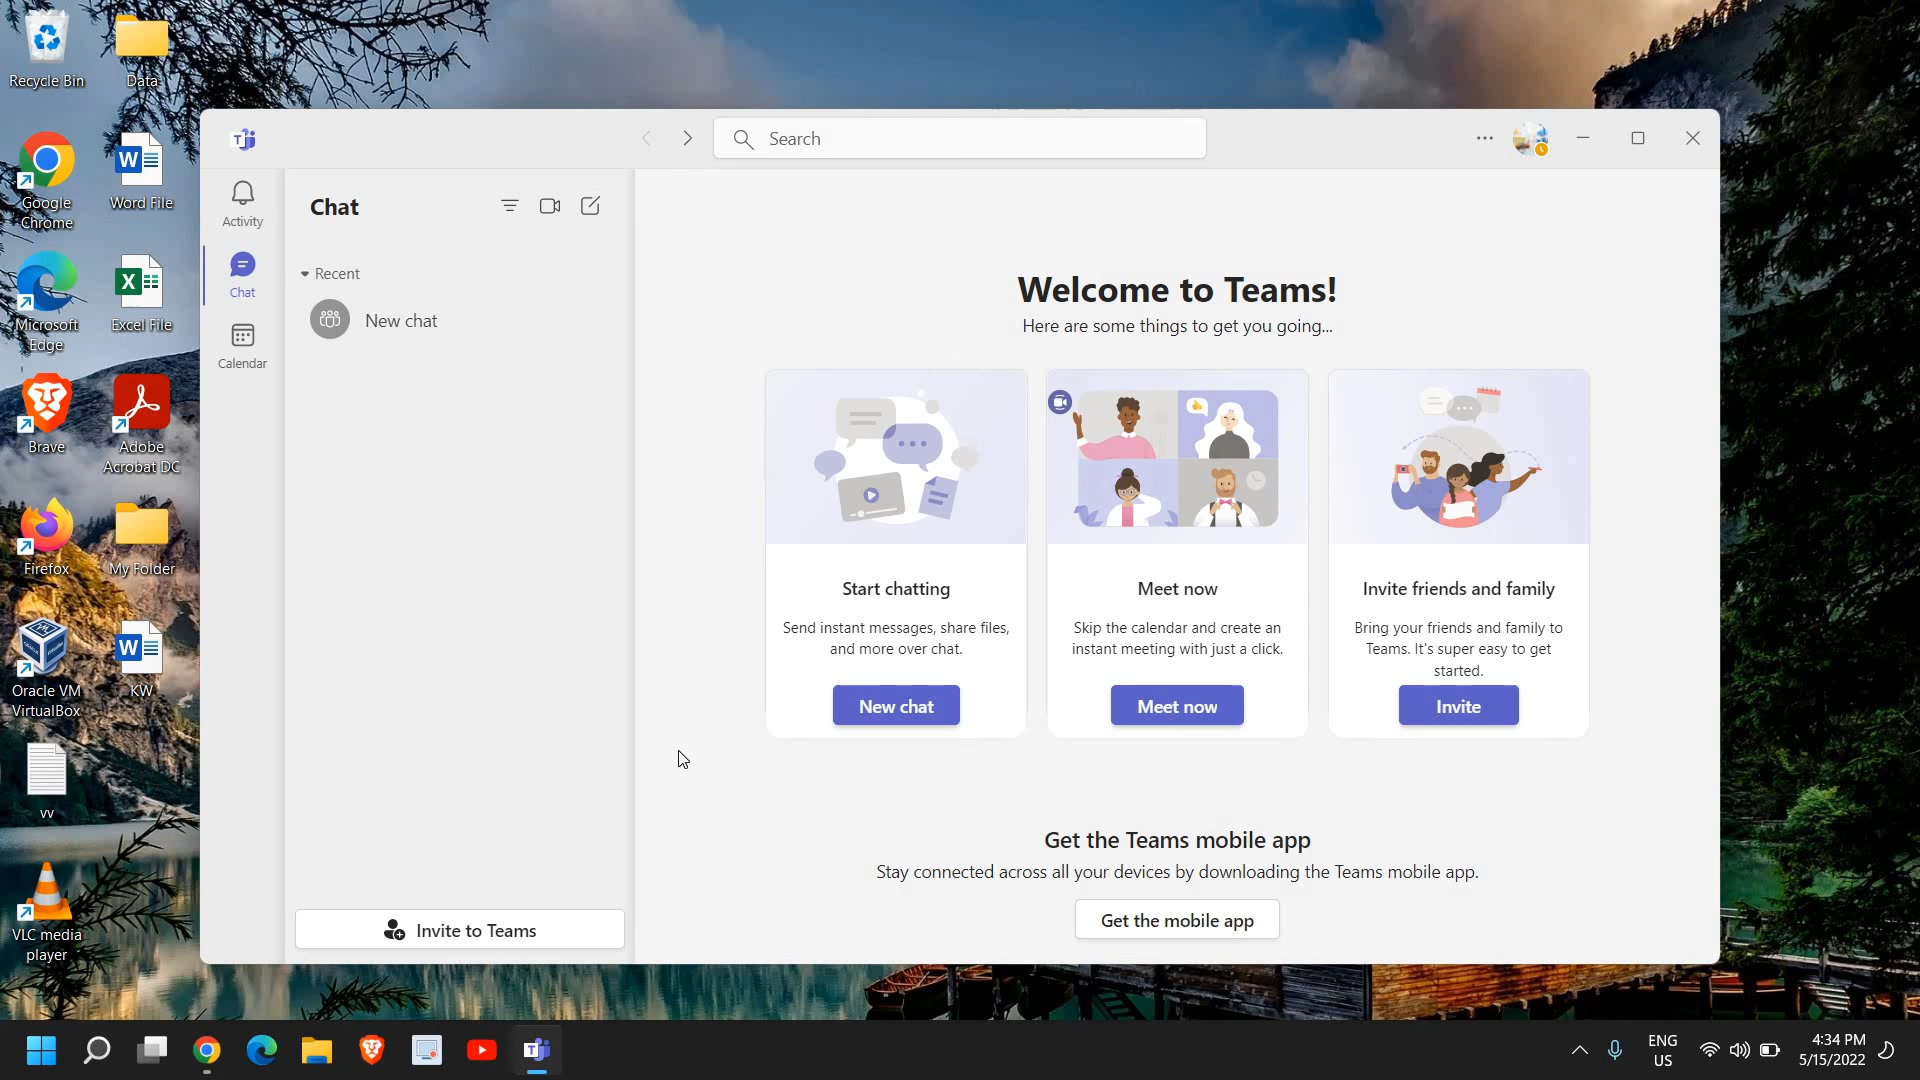 Recycle Bin
Data
Google
Chrome
Word File
Microsoft
Edge
Excel File
Brave
Adobe
Acrobat DC
Firefox
My Folder
Oracle VM
VirtualBox
KW
vv
VLC media
player
Search
Activity
Chat
Calendar
Chat
Recent
New chat
Invite to Teams
Welcome to Teams!
Here are some things to get you going...
Start chatting
Send instant messages, share files,
and more over chat.
New chat
Meet now
Skip the calendar and create an
instant meeting with just a click.
Meet now
Invite friends and family
Bring your friends and family to
Teams. It's super easy to get
started.
Invite
Get the Teams mobile app
Stay connected across all your devices by downloading the Teams mobile app.
Get the mobile app
ENG
US
4:34 PM
5/15/2022